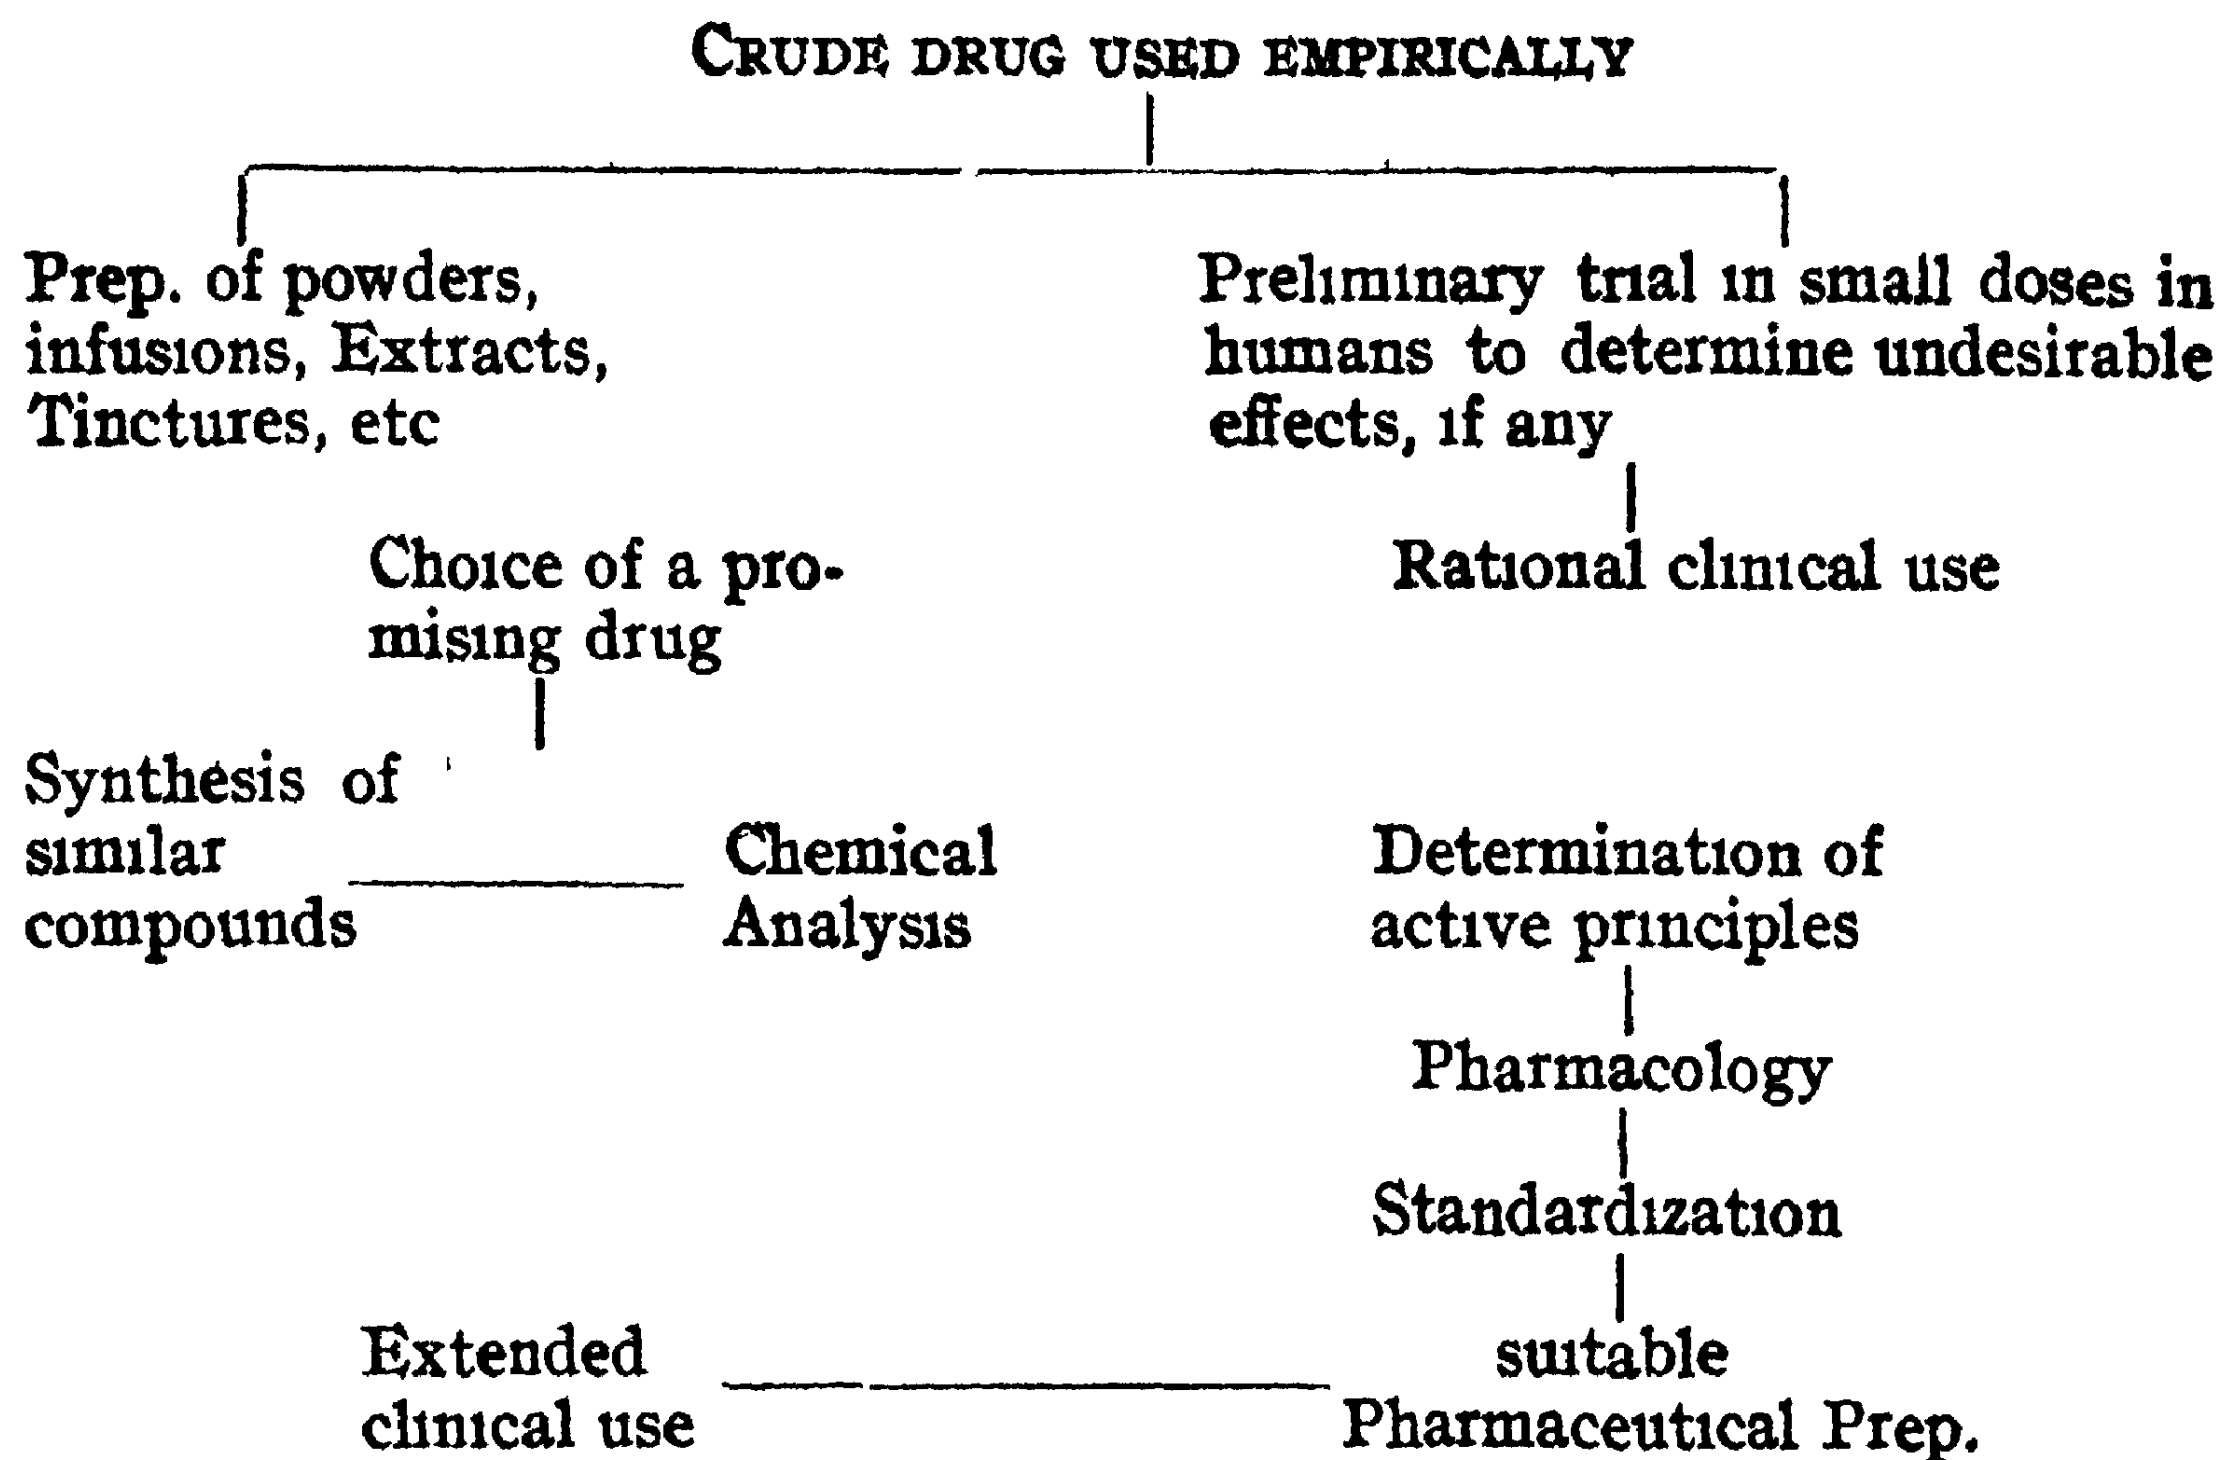 CRUDE DRUG USED EMPIRICALLY
Prep. of powders,
infusions, Extracts,
Tinctures, etc
Preliminary trial in small doses in
humans to determine undesirable
effects, if any
Choice of a pro-
mising drug
Rational clinical use
Synthesis of
similar
compounds
Chemical
Analysis
Determination of
active principles
Pharmacology
Standardization
Extended
clinical use
suitable
Pharmaceutical Prep.